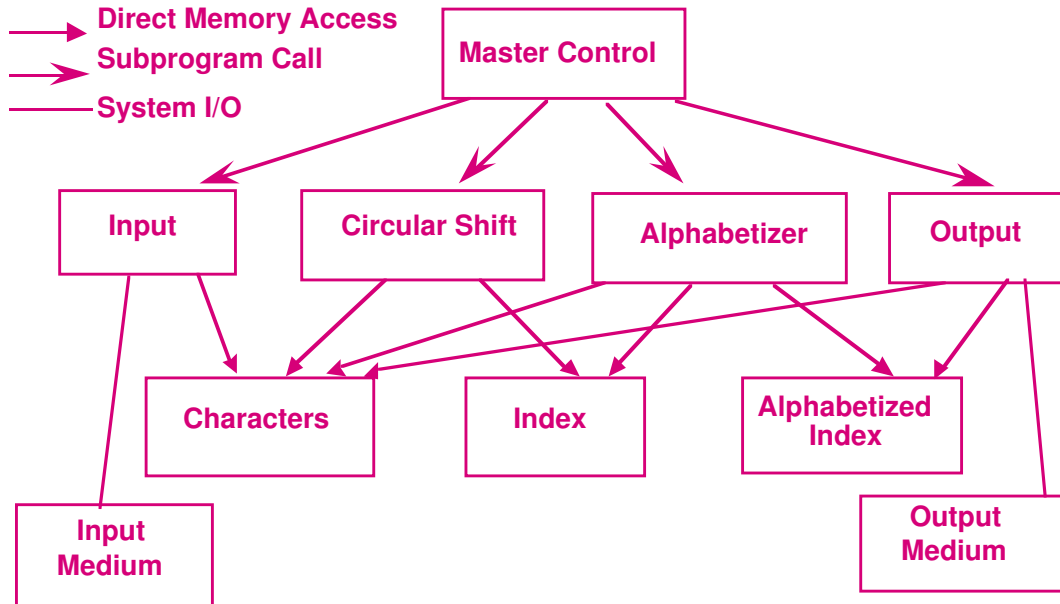 Direct Memory Access
Subprogram Call
System I/O
Master Control
Input
Circular Shift
Alphabetizer
Output
Characters
Index
Alphabetized
Index
Input
Medium
Output
Medium